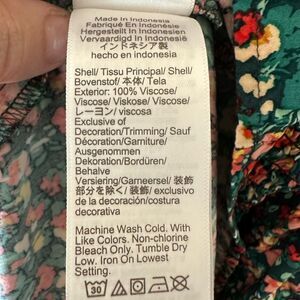 Made In Indonesia
Fabriqué En Indonésie
Hergestellt In Indonesien
Vervaardigd In Indonesië
インドネシア製
hecho en indonesia
Shell/ Tissu Principal/ Shell/
Bovenstof/ 本体/ Tela
Exterior: 100% Viscose/
Viscose/ Viskose/ Viscose/
レーヨン/ viscosa
Exclusive of
Decoration/Trimming/ Sauf
Décoration/Garniture/
Ausgenommen
Dekoration/Bordüren/
Behalve
Versiering/Garneersel/ 装飾
部分を除く/ 装飾/ exclusivo
de la decoración/costura
decorativa
Machine Wash Cold. With
Like Colors. Non-chlorine
Bleach Only. Tumble Dry
Low. Iron On Lowest
Setting.
30